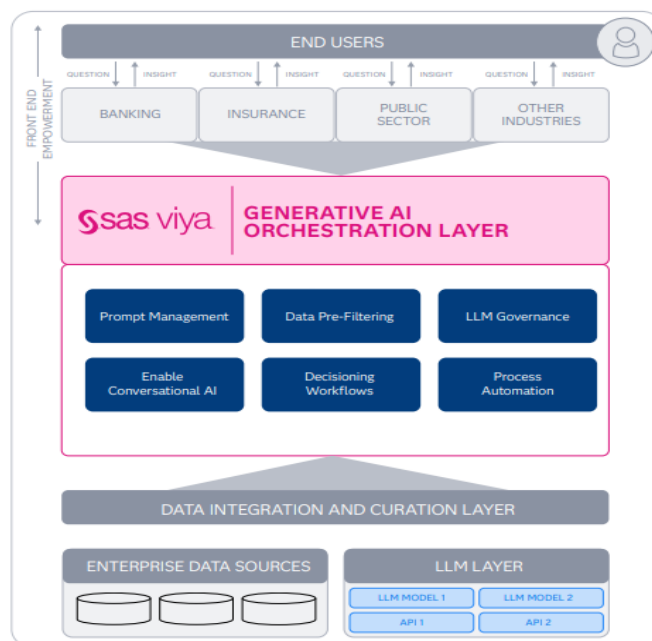 END USERS
QUESTION INSIGHT QUESTION INSIGHT QUESTION INSIGHT QUESTION INSIGHT
FRONT END
EMPOWERMENT
BANKING
INSURANCE
PUBLIC
SECTOR
OTHER
INDUSTRIES
sas viya
GENERATIVE AI
ORCHESTRATION LAYER
Prompt Management
Data Pre-Filtering
LLM Governance
Enable
Conversational AI
Decisioning
Workflows
Process
Automation
DATA INTEGRATION AND CURATION LAYER
ENTERPRISE DATA SOURCES
LLM LAYER
LLM MODEL 1
LLM MODEL 2
API 1
API 2